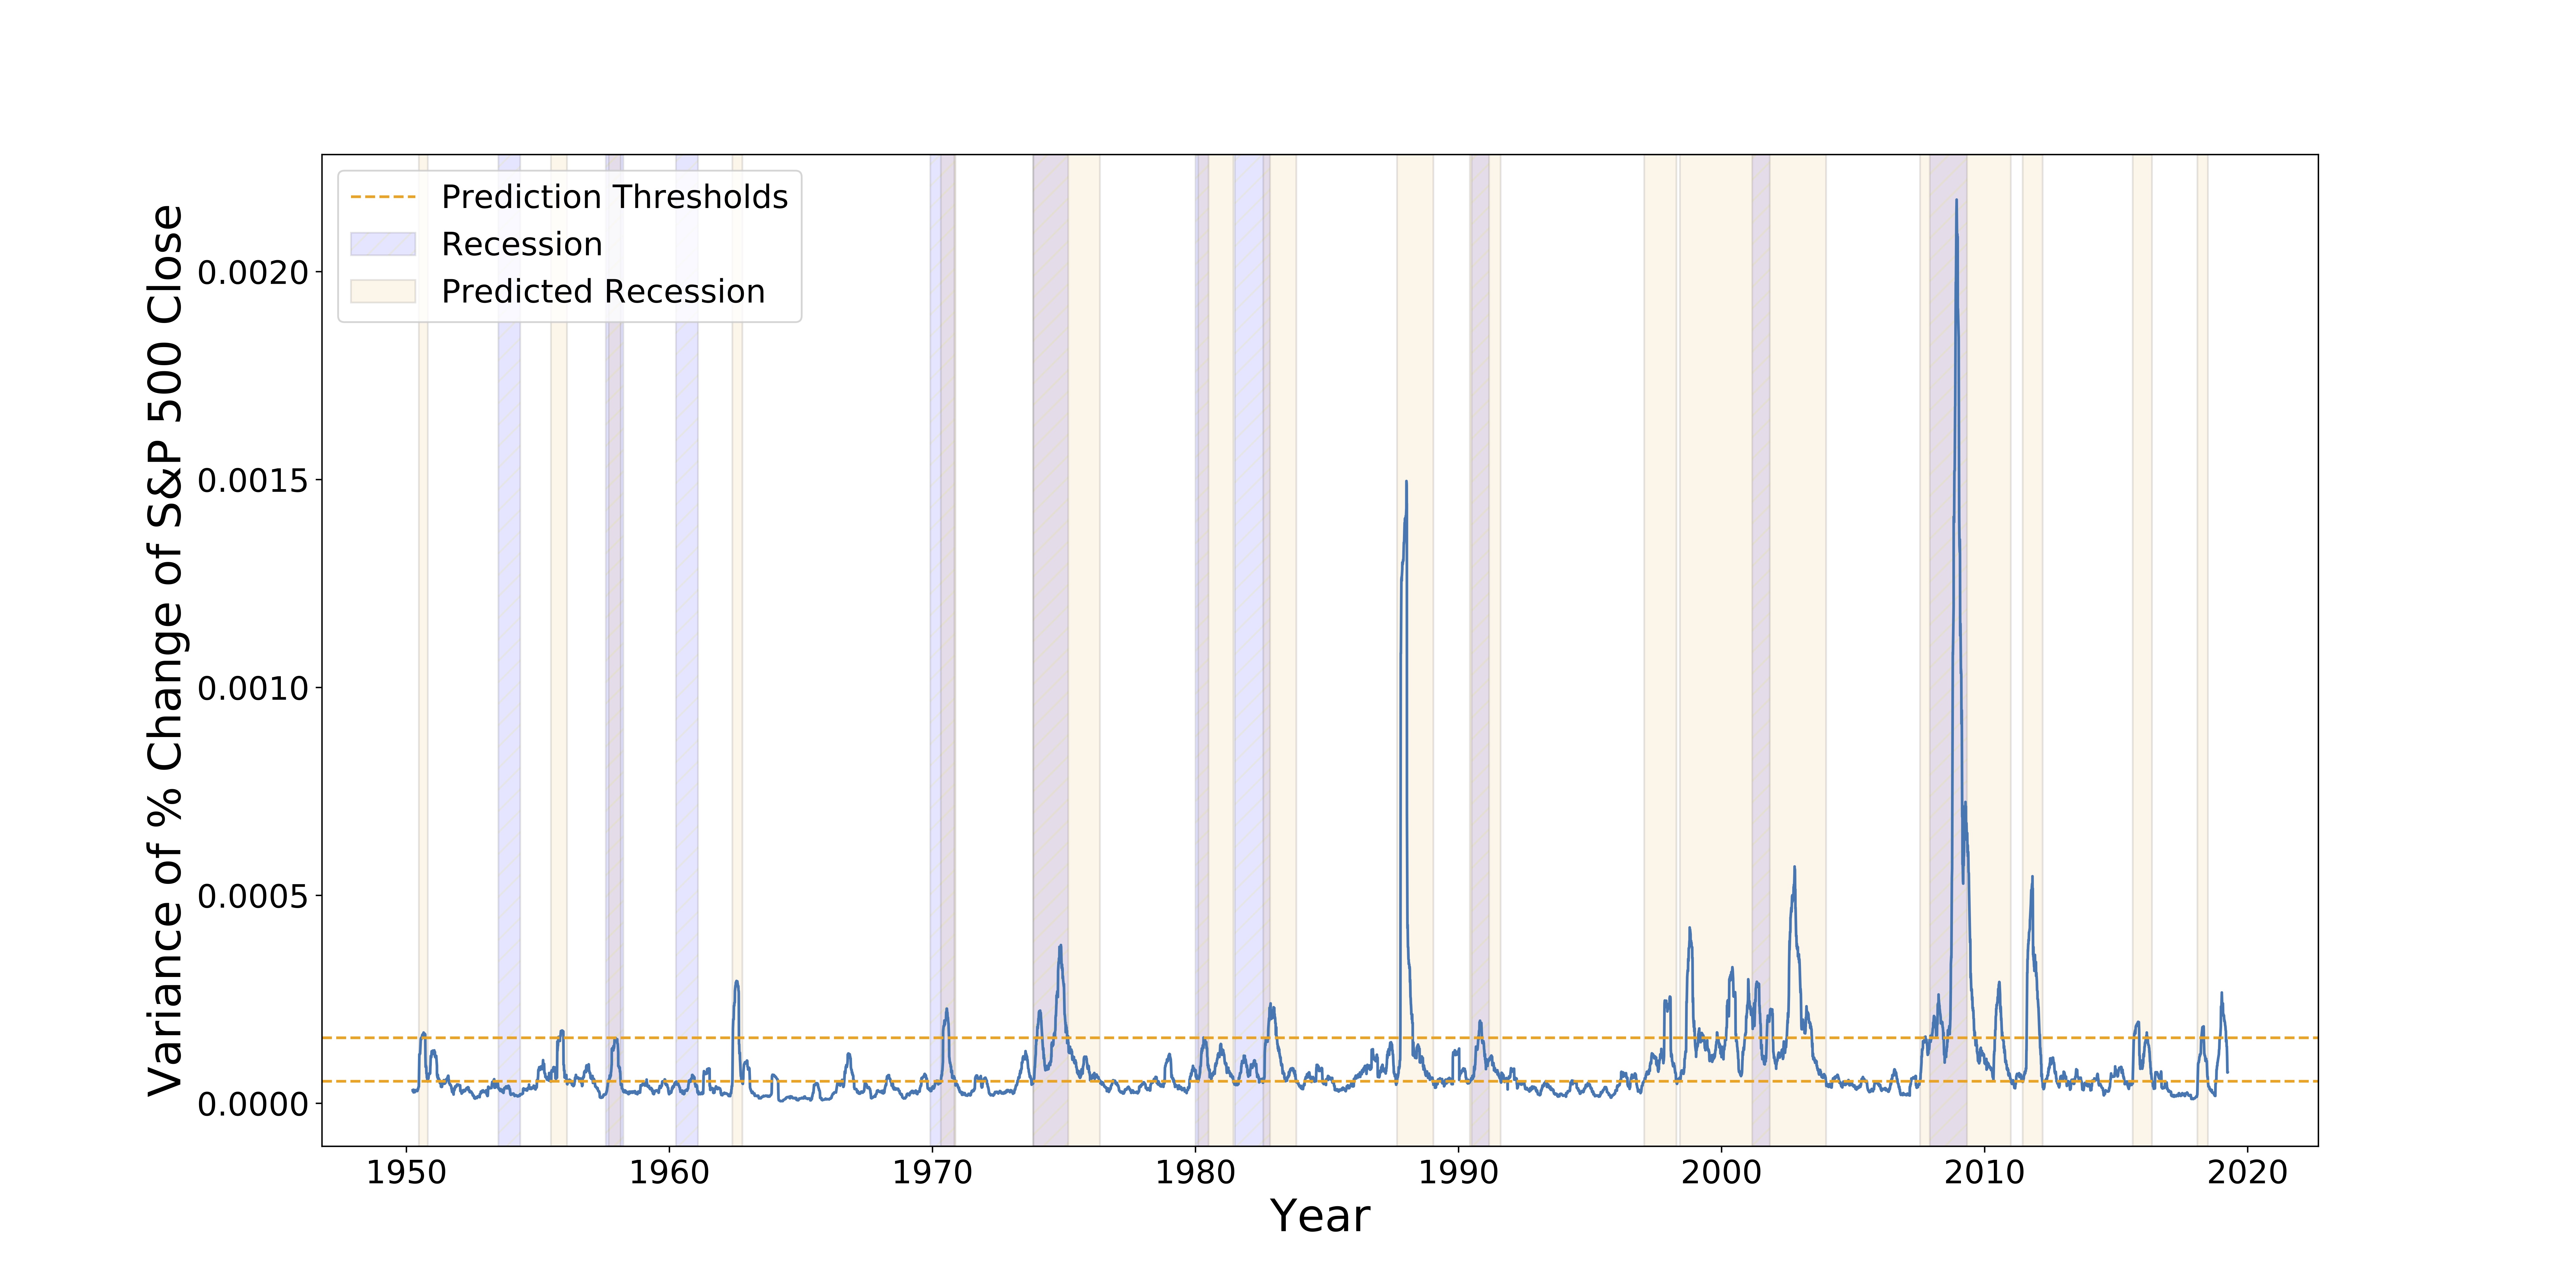 Prediction Thresholds
Recession
Predicted Recession
Variance of % Change of S&P 500 Close
0.0020
0.0015
0.0010
0.0005
0.0000
1950 1960 1970 1980 1990 2000 2010 2020
Year